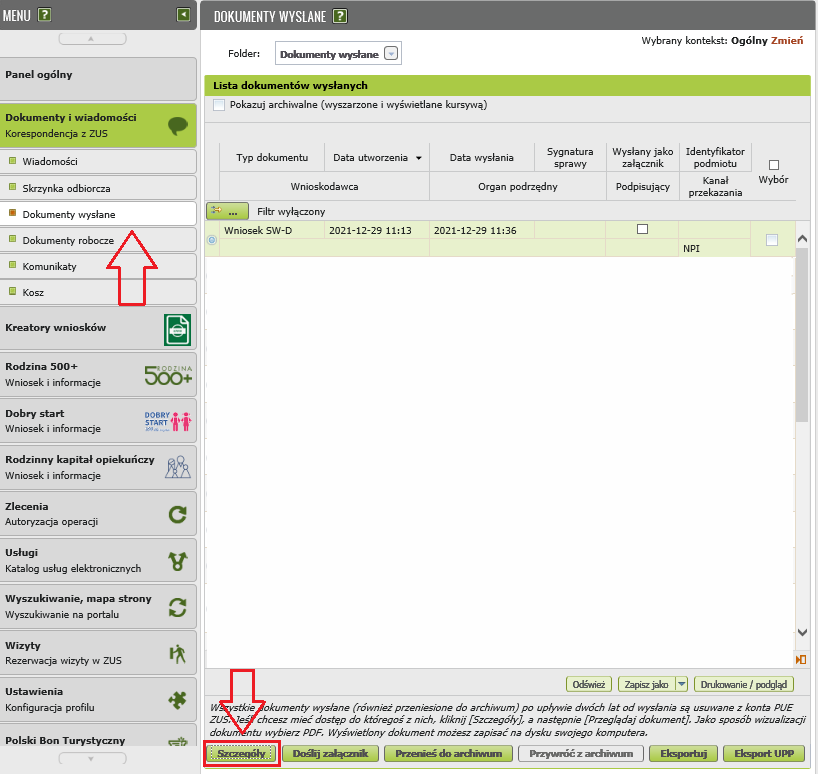 MENU ?
Panel ogólny
Dokumenty i wiadomości
Korespondencja z ZUS
Wiadomości
Skrzynka odbiorcza
Dokumenty wysłane
Dokumenty robocze
Komunikaty
Kosz
Kreatory wniosków
Rodzina 500+
Wniosek i informacje
RODZINA
500+
Dobry start
Wniosek i informacje
DOBRY
START
Rodzinny kapitał opiekuńczy
Wniosek i informacje
Zlecenia
Autoryzacja operacji
Usługi
Katalog usług elektronicznych
Wyszukiwanie, mapa strony
Wyszukiwanie na portalu
Wizyty
Rezerwacja wizyty w ZUS
Ustawienia
Konfiguracja profilu
Polski Bon Turystyczny
DOKUMENTY WYSŁANE ?
Wybrany kontekst: Ogólny Zmień
Folder: Dokumenty wysłane
Lista dokumentów wysłanych
Pokazuj archiwalne (wyszarzone i wyświetlane kursywą)
Typ dokumentu
Data utworzenia
Data wysłania
Sygnatura
sprawy
Wysłany jako
załącznik
Identyfikator
podmiotu
Wybór
Wnioskodawca
Organ podrzędny
Podpisujący
Kanał
przekazania
... Filtr wyłączony
Wniosek SW-D 2021-12-29 11:13 2021-12-29 11:36
NPI
Odśwież Zapisz jako Drukowanie / podgląd
Wszystkie dokumenty wysłane (również przeniesione do archiwum) po upływie dwóch lat od wysłania są usuwane z konta PUE
ZUS. Jeśli chcesz mieć dostęp do któregoś z nich, kliknij [Szczegóły], a następnie [Przeglądaj dokument]. Jako sposób wizualizacji
dokumentu wybierz PDF. Wyświetlony dokument możesz zapisać na dysku swojego komputera.
Szczegóły Doślij załącznik Przenieś do archiwum Przywróć z archiwum Eksportuj Eksport UPP